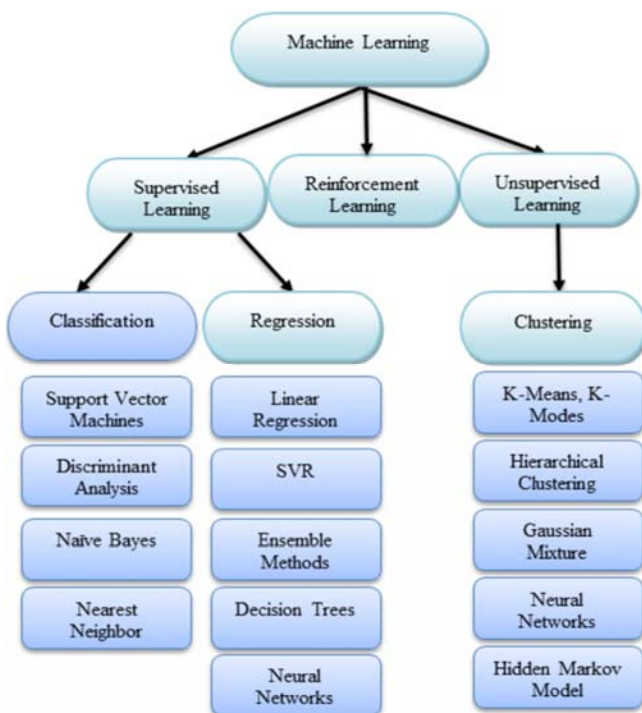 Machine Learning
Supervised
Learning
Reinforcement
Learning
Unsupervised
Learning
Classification
Regression
Clustering
Support Vector
Machines
Discriminant
Analysis
Naïve Bayes
Nearest
Neighbor
Linear
Regression
SVR
Ensemble
Methods
Decision Trees
Neural
Networks
K-Means, K-
Modes
Hierarchical
Clustering
Gaussian
Mixture
Neural
Networks
Hidden Markov
Model